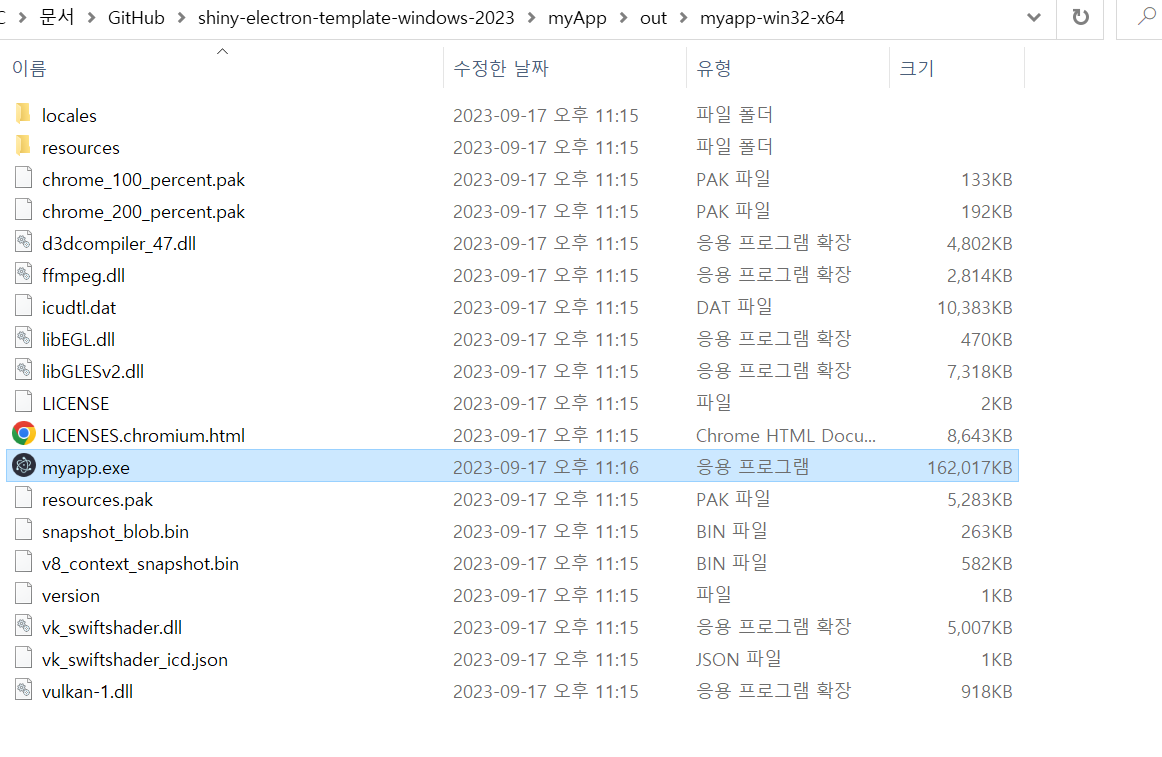 문서 > GitHub > shiny-electron-template-windows-2023 > myApp > out > myapp-win32-x64
이름 수정한 날짜 유형 크기
locales 2023-09-17 오후 11:15 파일 폴더
resources 2023-09-17 오후 11:15 파일 폴더
chrome_100_percent.pak 2023-09-17 오후 11:15 PAK 파일 133KB
chrome_200_percent.pak 2023-09-17 오후 11:15 PAK 파일 192KB
d3dcompiler_47.dll 2023-09-17 오후 11:15 응용 프로그램 확장 4,802KB
ffmpeg.dll 2023-09-17 오후 11:15 응용 프로그램 확장 2,814KB
icudtl.dat 2023-09-17 오후 11:15 DAT 파일 10,383KB
libEGL.dll 2023-09-17 오후 11:15 응용 프로그램 확장 470KB
libGLESv2.dll 2023-09-17 오후 11:15 응용 프로그램 확장 7,318KB
LICENSE 2023-09-17 오후 11:15 파일 2KB
LICENSES.chromium.html 2023-09-17 오후 11:15 Chrome HTML Docu... 8,643KB
myapp.exe 2023-09-17 오후 11:16 응용 프로그램 162,017KB
resources.pak 2023-09-17 오후 11:15 PAK 파일 5,283KB
snapshot_blob.bin 2023-09-17 오후 11:15 BIN 파일 263KB
v8_context_snapshot.bin 2023-09-17 오후 11:15 BIN 파일 582KB
version 2023-09-17 오후 11:15 파일 1KB
vk_swiftshader.dll 2023-09-17 오후 11:15 응용 프로그램 확장 5,007KB
vk_swiftshader_icd.json 2023-09-17 오후 11:15 JSON 파일 1KB
vulkan-1.dll 2023-09-17 오후 11:15 응용 프로그램 확장 918KB